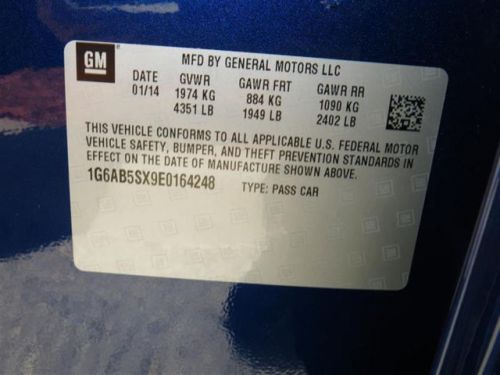 GM
MFD BY GENERAL MOTORS LLC
DATE GVWR GAWR FRT GAWR RR
01/14 1974 KG 884 KG 1090 KG
4351 LB 1949 LB 2402 LB
THIS VEHICLE CONFORMS TO ALL APPLICABLE U.S. FEDERAL MOTOR
VEHICLE SAFETY, BUMPER, AND THEFT PREVENTION STANDARDS IN
EFFECT ON THE DATE OF MANUFACTURE SHOWN ABOVE.
1G6AB5SX9E0164248 TYPE: PASS CAR